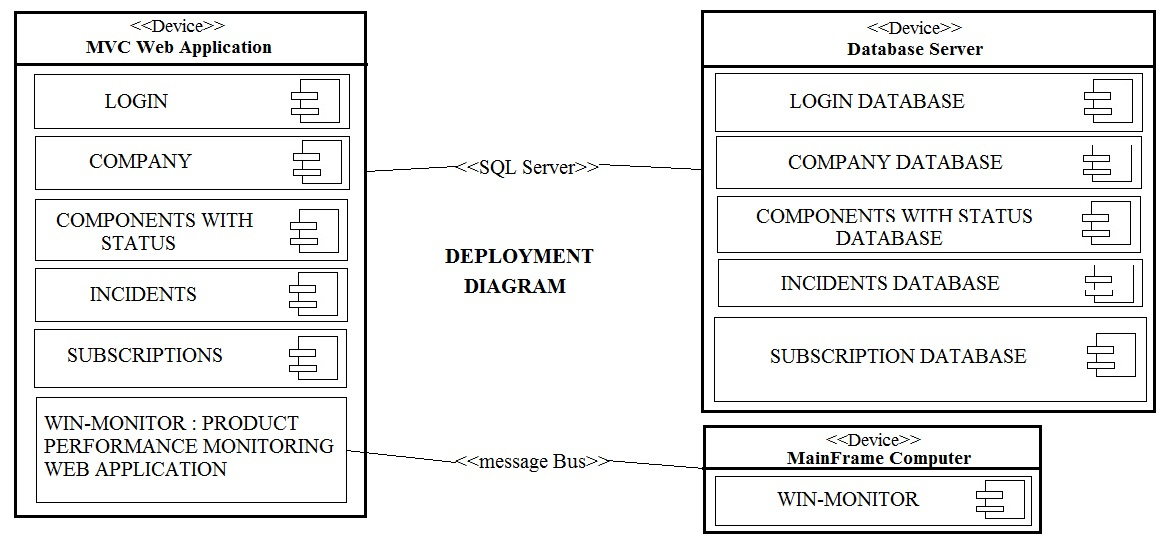 <<Device>>
MVC Web Application
LOGIN
COMPANY
COMPONENTS WITH
STATUS
INCIDENTS
SUBSCRIPTIONS
WIN-MONITOR : PRODUCT
PERFORMANCE MONITORING
WEB APPLICATION
<<SQL Server>>
DEPLOYMENT
DIAGRAM
<<message Bus>>
<<Device>>
Database Server
LOGIN DATABASE
COMPANY DATABASE
COMPONENTS WITH STATUS
DATABASE
INCIDENTS DATABASE
SUBSCRIPTION DATABASE
<<Device>>
MainFrame Computer
WIN-MONITOR